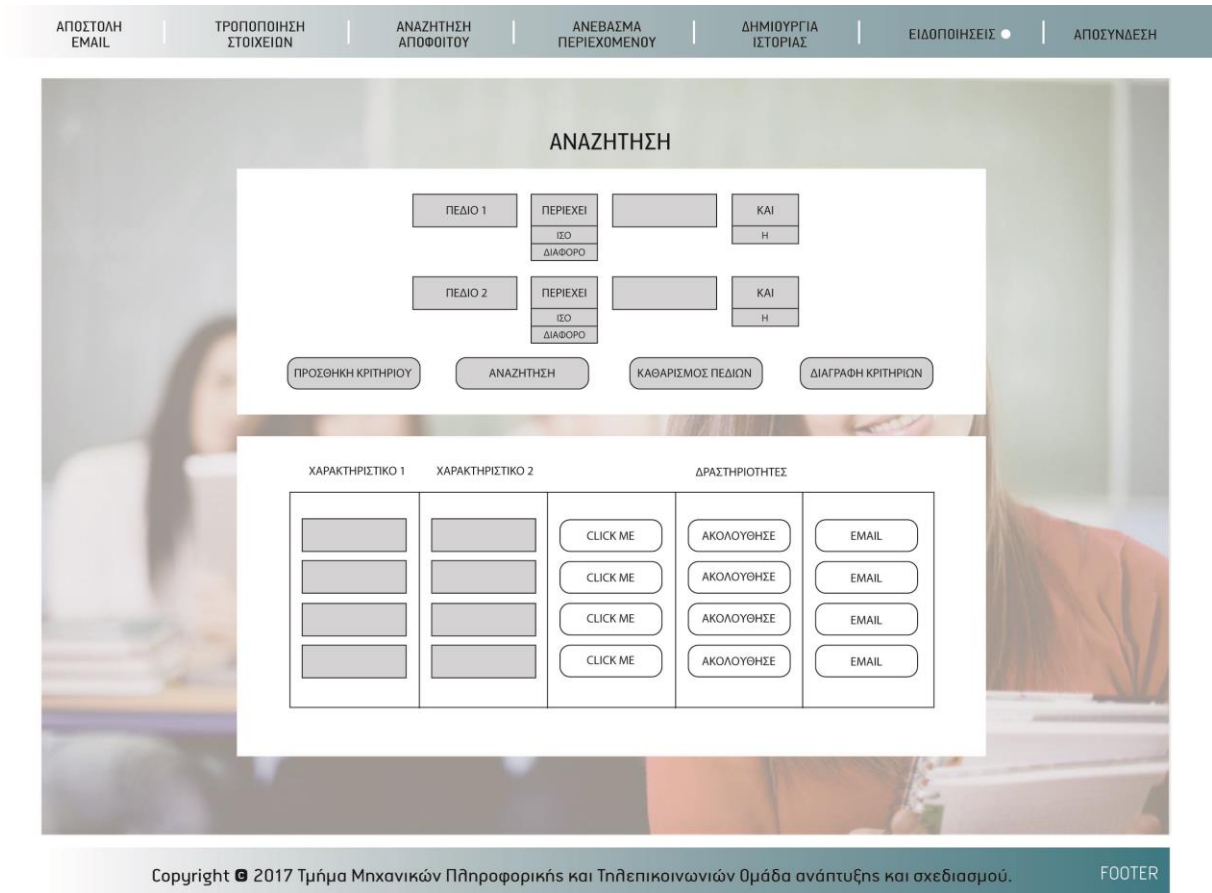 ΑΠΟΣΤΟΛΗ
EMAIL
ΤΡΟΠΟΠΟΙΗΣΗ
ΣΤΟΙΧΕΙΩΝ
ΑΝΑΖΗΤΗΣΗ
ΑΠΟΦΟΙΤΟΥ
ΑΝΕΒΑΣΜΑ
ΠΕΡΙΕΧΟΜΕΝΟΥ
ΔΗΜΙΟΥΡΓΙΑ
ΙΣΤΟΡΙΑΣ
ΕΙΔΟΠΟΙΗΣΕΙΣ
ΑΠΟΣΥΝΔΕΣΗ
ΑΝΑΖΗΤΗΣΗ
ΠΕΔΙΟ 1 ΠΕΡΙΕΧΕΙ ΚΑΙ
ΙΣΟ Η
ΔΙΑΦΟΡΟ
ΠΕΔΙΟ 2 ΠΕΡΙΕΧΕΙ ΚΑΙ
ΙΣΟ Η
ΔΙΑΦΟΡΟ
ΠΡΟΣΘΗΚΗ ΚΡΙΤΗΡΙΟΥ ΑΝΑΖΗΤΗΣΗ ΚΑΘΑΡΙΣΜΟΣ ΠΕΔΙΩΝ ΔΙΑΓΡΑΦΗ ΚΡΙΤΗΡΙΩΝ
ΧΑΡΑΚΤΗΡΙΣΤΙΚΟ 1 ΧΑΡΑΚΤΗΡΙΣΤΙΚΟ 2 ΔΡΑΣΤΗΡΙΟΤΗΤΕΣ
CLICK ME ΑΚΟΛΟΥΘΗΣΕ EMAIL
CLICK ME ΑΚΟΛΟΥΘΗΣΕ EMAIL
CLICK ME ΑΚΟΛΟΥΘΗΣΕ EMAIL
CLICK ME ΑΚΟΛΟΥΘΗΣΕ EMAIL
Copyright © 2017 Τμήμα Μηχανικών Πληροφορικής και Τηλεπικοινωνιών Ομάδα ανάπτυξης και σχεδιασμού. FOOTER